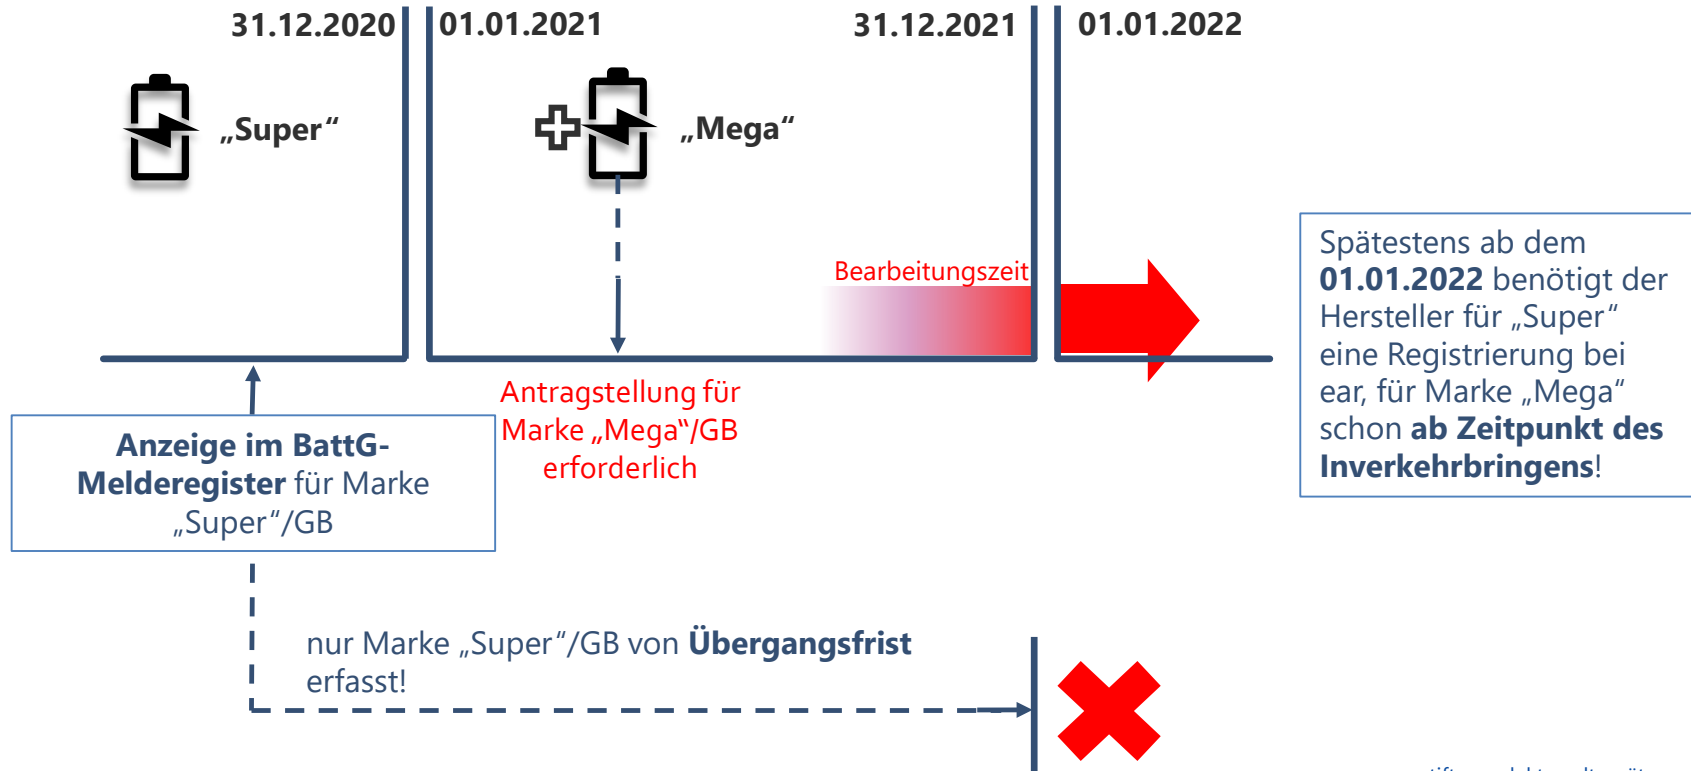 31.12.2020
01.01.2021
31.12.2021
01.01.2022
„Super“
„Mega“
Bearbeitungszeit
Spätestens ab dem
01.01.2022 benötigt der
Hersteller für „Super“
eine Registrierung bei
ear, für Marke „Mega“
schon ab Zeitpunkt des
Inverkehrbringens!
Antragstellung für
Marke „Mega“/GB
erforderlich
Anzeige im BattG-
Melderegister für Marke
„Super“/GB
nur Marke „Super“/GB von Übergangsfrist
erfasst!